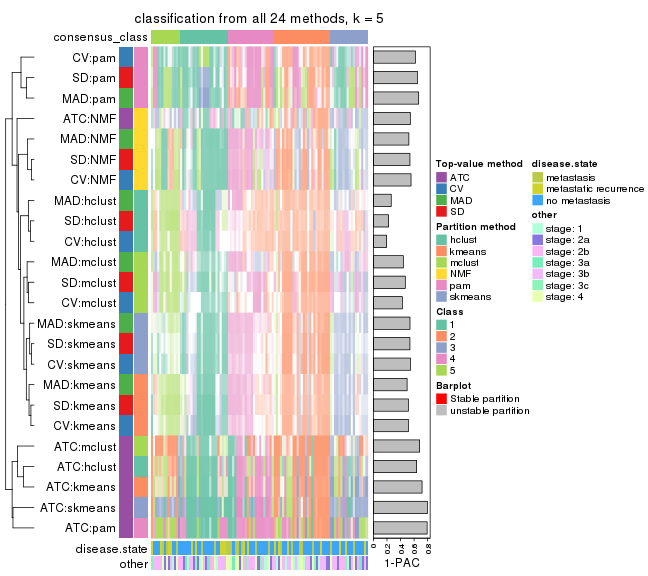 classification from all 24 methods, k = 5
consensus_class
CV:pam
SD:pam
MAD:pam
ATC:NMF
MAD:NMF
SD:NMF
CV:NMF
MAD:hclust
SD:hclust
CV:hclust
MAD:mclust
SD:mclust
CV:mclust
MAD:skmeans
SD:skmeans
CV:skmeans
MAD:kmeans
SD:kmeans
CV:kmeans
ATC:mclust
ATC:hclust
ATC:kmeans
ATC:skmeans
ATC:pam
disease.state
other
0
0.2
0.4
0.6
0.8
1-PAC
Top-value method
ATC
CV
MAD
SD
Partition method
hclust
kmeans
mclust
NMF
pam
skmeans
Class
1
2
3
4
5
Barplot
Stable partition
unstable partition
disease.state
metastasis
metastatic recurrence
no metastasis
other
stage: 1
stage: 2a
stage: 2b
stage: 3a
stage: 3b
stage: 3c
stage: 4